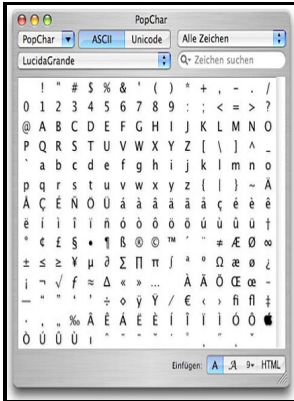 PopChar
PopChar ASCII Unicode Alle Zeichen
LucidaGrande Zeichen suchen
! " # $ % & ' ( ) * + , - . /
0 1 2 3 4 5 6 7 8 9 : ; < = > ?
@ A B C D E F G H I J K L M N O
P Q R S T U V W X Y Z [ \ ] ^ _
` a b c d e f g h i j k l m n o
p q r s t u v w x y z { | } ~ Ä
Å Ç É Ñ Ö Ü á à â ä ã å ç é è ê
ë í ì î ï ñ ó ò ô ö õ ú ù û ü †
° ¢ £ § • ¶ ß ® © ™ ´ ¨ ≠ Æ Ø ∞
± ≤ ≥ ¥ µ ∂ ∑ ∏ π ∫ ª º Ω æ ø ¿
¡ ¬ √ ƒ ≈ ∆ « » … À Ã Õ Œ œ –
— “ ” ‘ ’ ÷ ◊ ÿ Ÿ ⁄ € ‹ › fi fl ‡
· ‚ „ ‰ Â Ê Á Ë È Í Î Ï Ì Ó Ô
Ò Ú Û Ù ı
Einfügen: A A 9 HTML